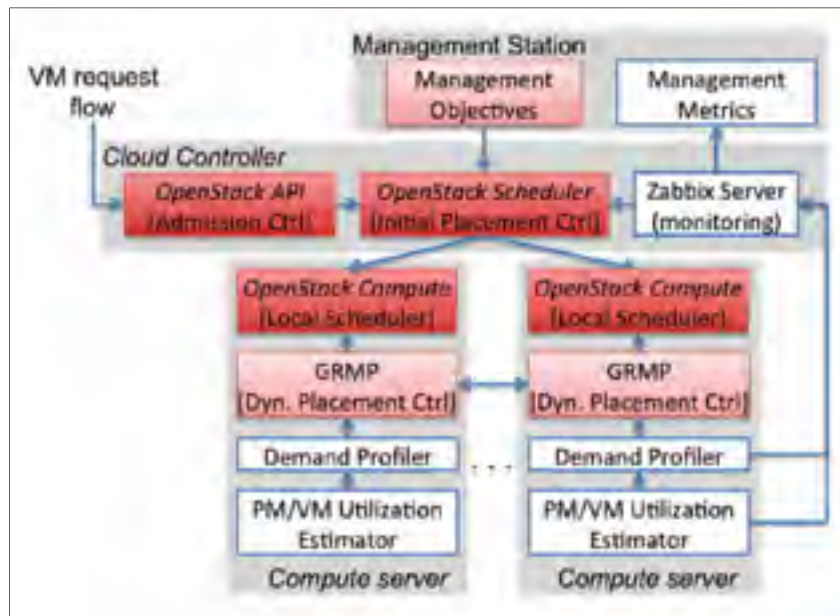 Management Station
VM request
flow
Management
Objectives
Management
Metrics
Cloud Controller
OpenStack API
(Admission Ctrl)
OpenStack Scheduler
(Initial Placement Ctrl)
Zabbix Server
(monitoring)
OpenStack Compute
(Local Scheduler)
OpenStack Compute
(Local Scheduler)
GRMP
(Dyn. Placement Ctrl)
GRMP
(Dyn. Placement Ctrl)
Demand Profiler
. . .
Demand Profiler
PM/VM Utilization
Estimator
PM/VM Utilization
Estimator
Compute server
Compute server